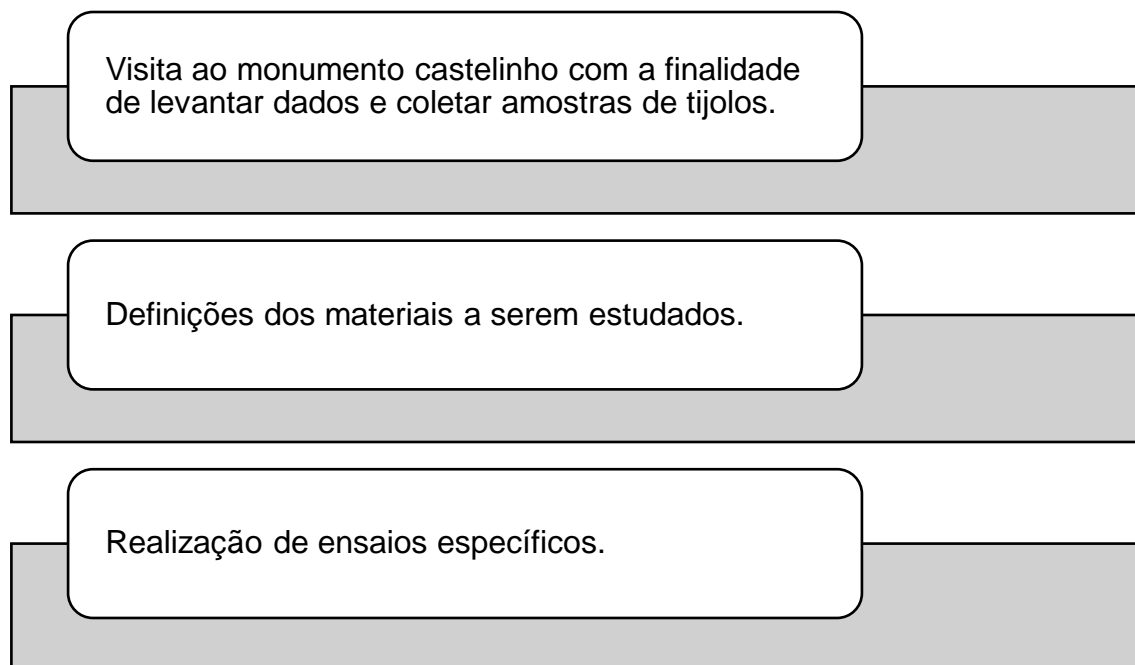 Visita ao monumento castelinho com a finalidade
de levantar dados e coletar amostras de tijolos.
Definições dos materiais a serem estudados.
Realização de ensaios específicos.